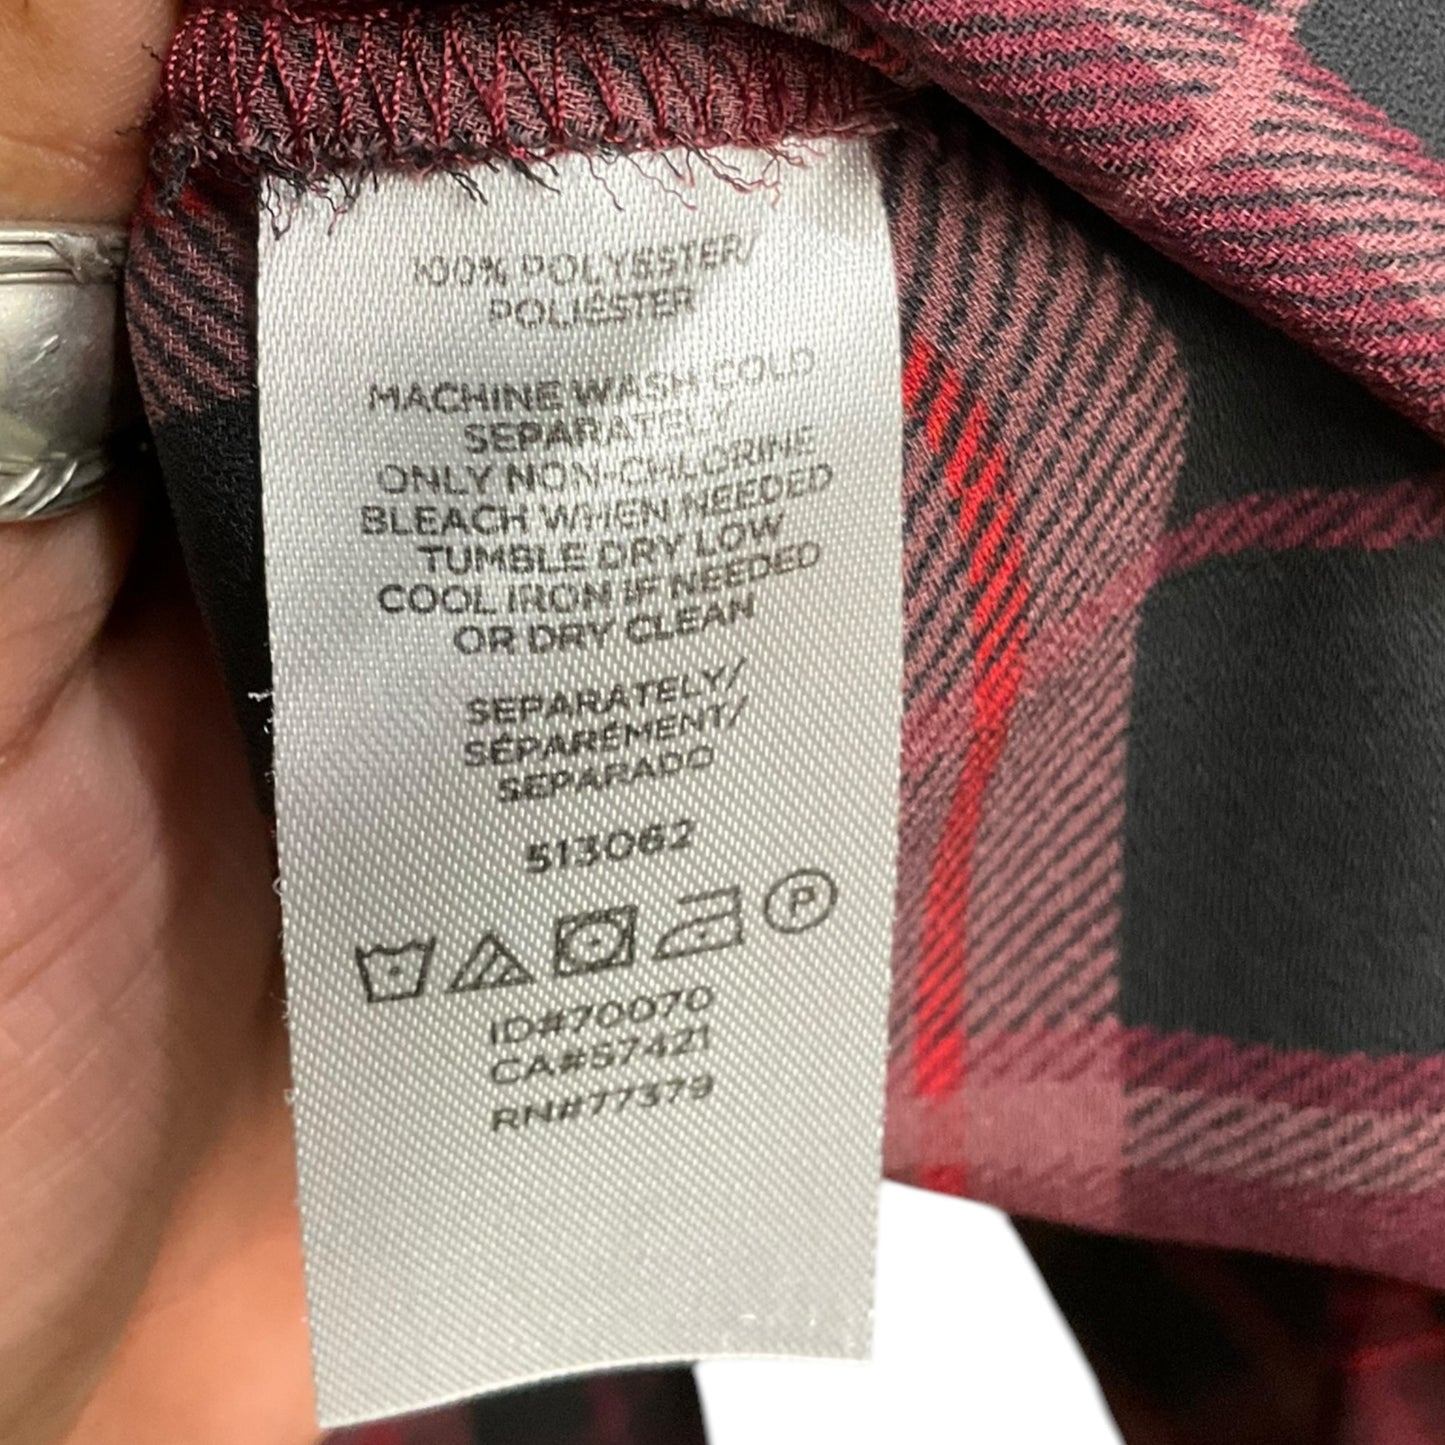 100% POLYESTER/
POLIÉSTER
MACHINE WASH COLD
SEPARATELY
ONLY NON-CHLORINE
BLEACH WHEN NEEDED
TUMBLE DRY LOW
COOL IRON IF NEEDED
OR DRY CLEAN
SEPARATELY/
SÉPARÉMENT/
SEPARADO
513062
P
ID#70070
CA#57421
RN#77379